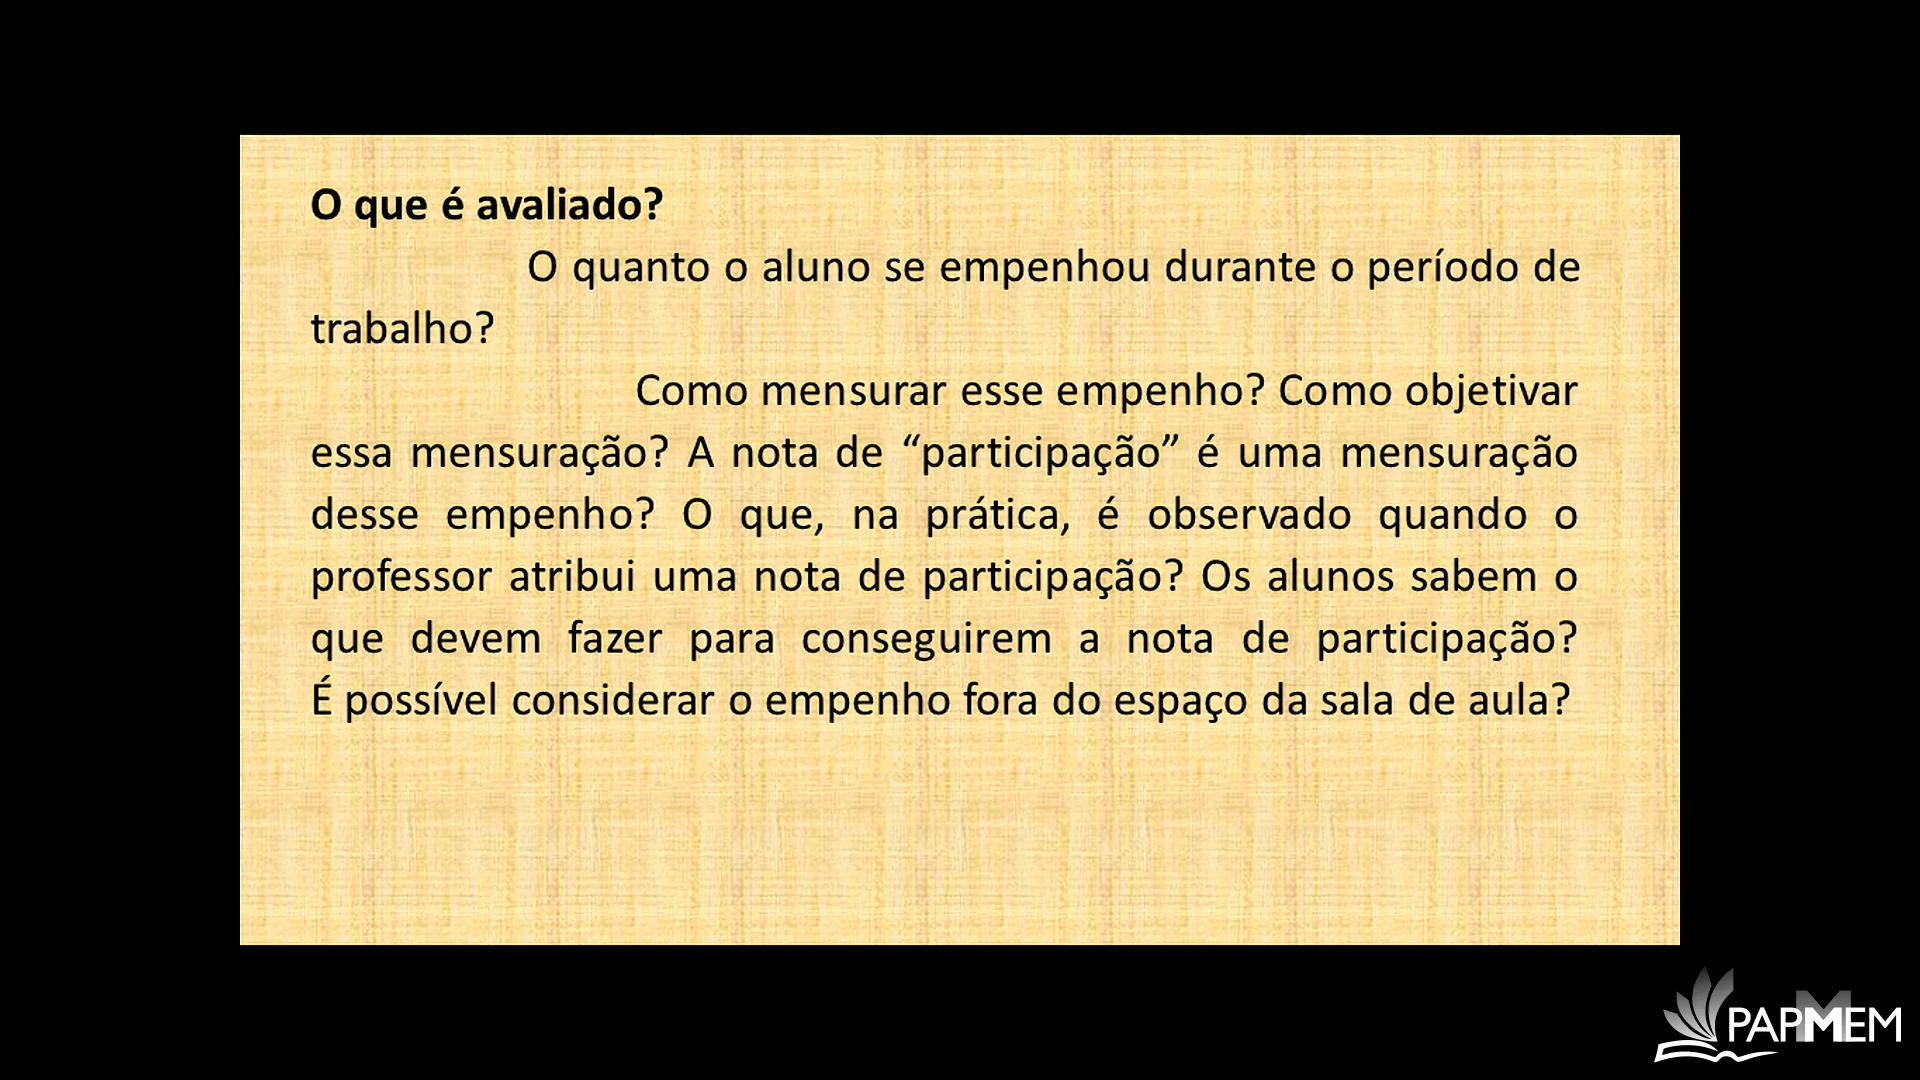 O que é avaliado?
O quanto o aluno se empenhou durante o período de
trabalho?
Como mensurar esse empenho? Como objetivar
essa mensuração? A nota de “participação” é uma mensuração
desse empenho? O que, na prática, é observado quando o
professor atribui uma nota de participação? Os alunos sabem o
que devem fazer para conseguirem a nota de participação?
É possível considerar o empenho fora do espaço da sala de aula?
PAPMEM